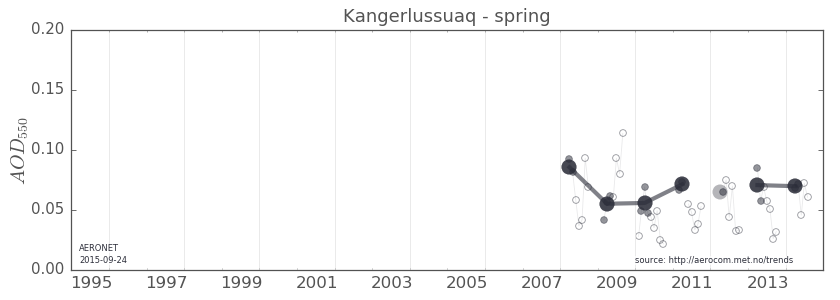 Kangerlussuaq - spring
0.20
0.15
0.10
0.05
0.00
AOD550
AERONET
2015-09-24
source: http://aerocom.met.no/trends
1995 1997 1999 2001 2003 2005 2007 2009 2011 2013